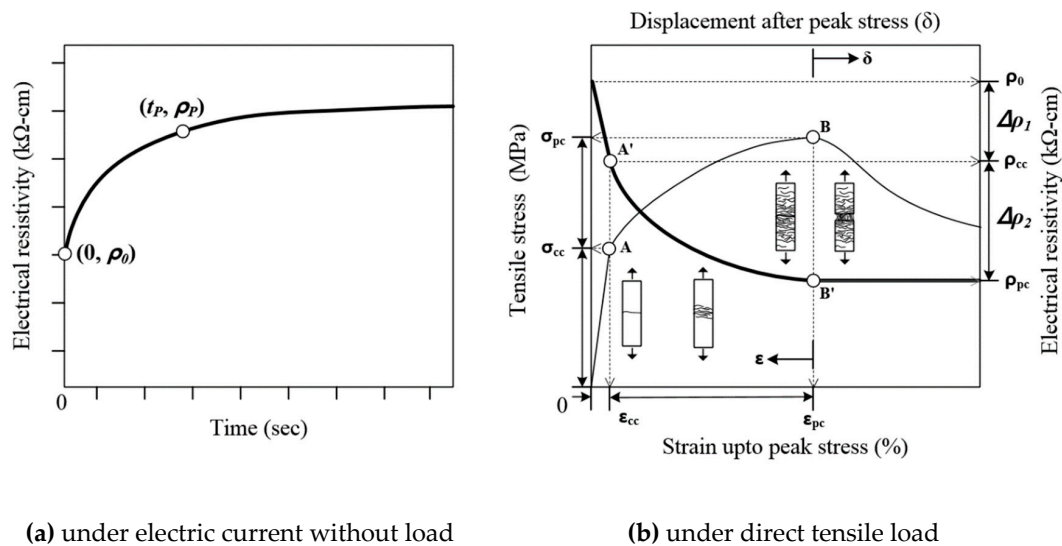 Electrical resistivity (kΩ-cm)
(tP, ρP)
(0, ρ0)
0
Time (sec)
(a) under electric current without load
Displacement after peak stress (δ)
δ
Tensile stress (MPa)
σpc
σcc
A'
B
A
B'
ρ0
Δρ1
ρcc
Δρ2
ρpc
Electrical resistivity (kΩ-cm)
ε
0
εcc
εpc
Strain upto peak stress (%)
(b) under direct tensile load